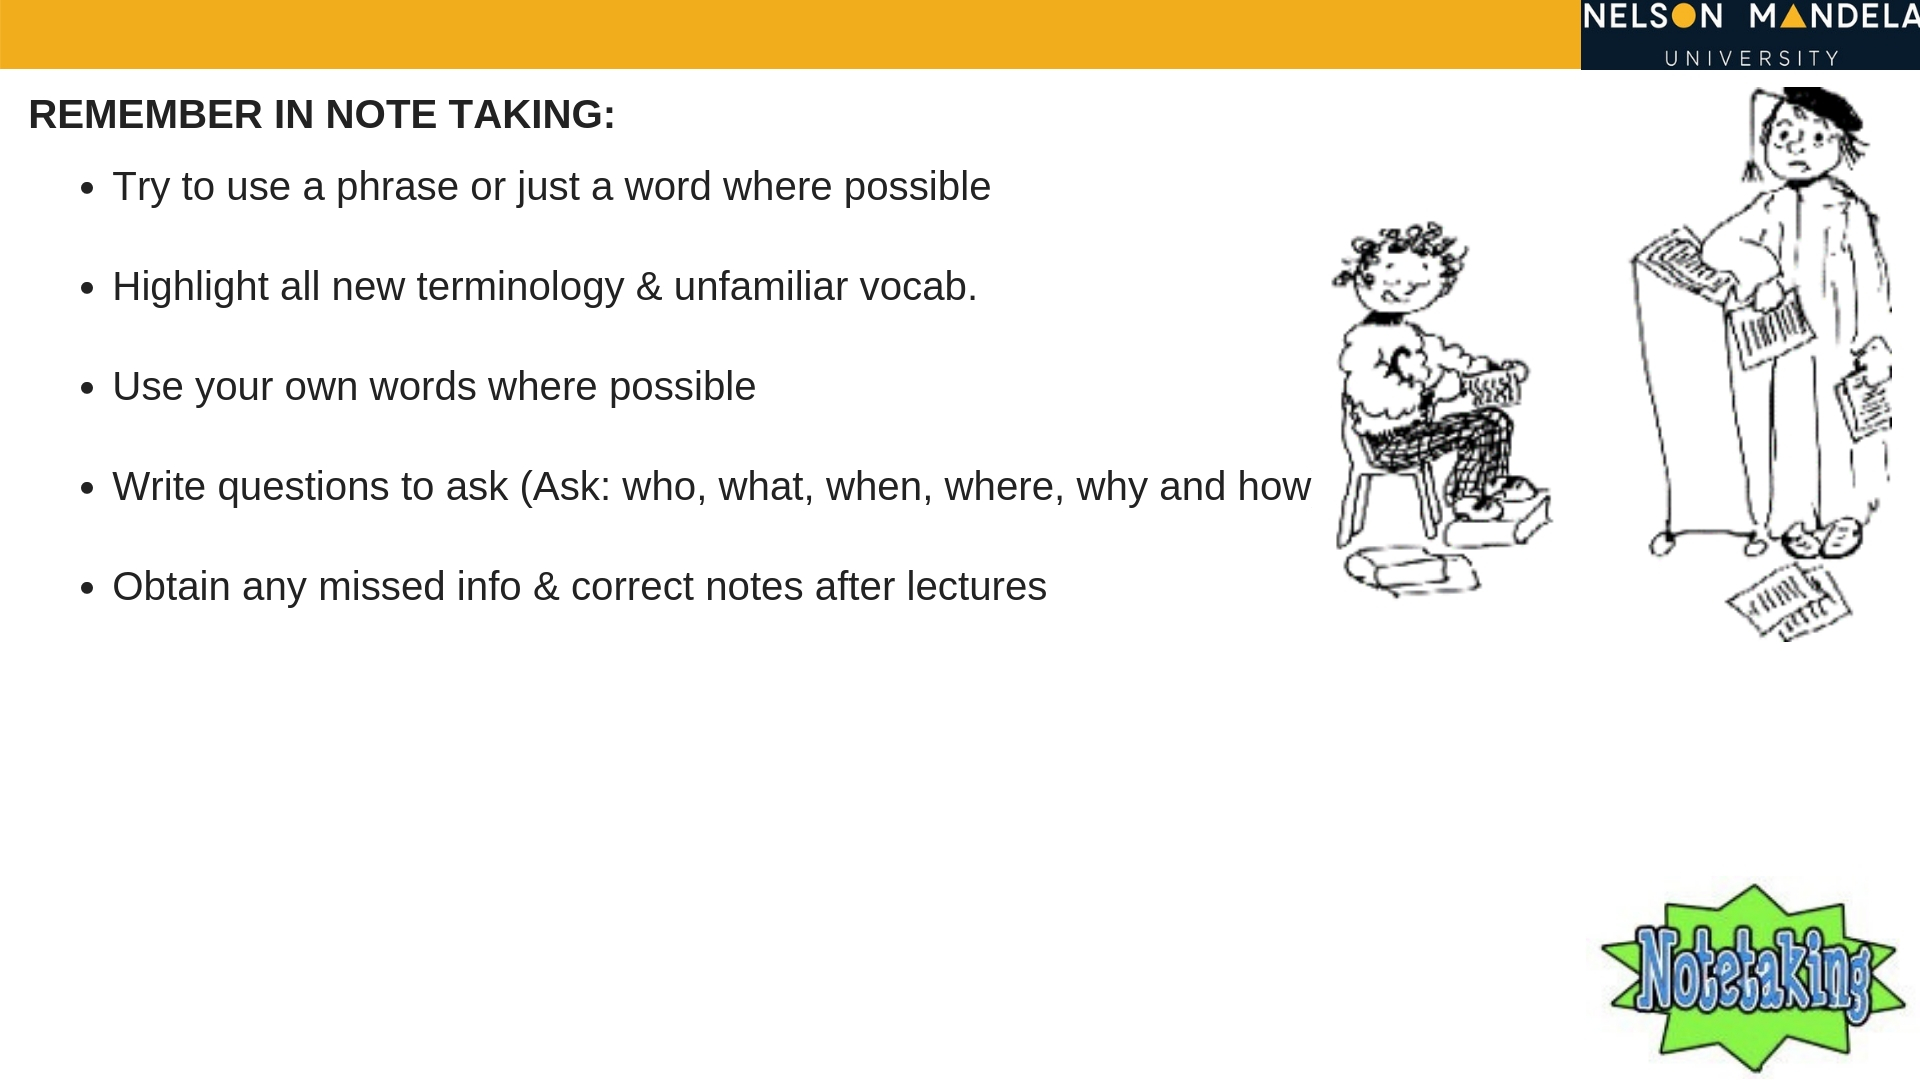 NELSON MANDELA
UNIVERSITY
REMEMBER IN NOTE TAKING:
• Try to use a phrase or just a word where possible
• Highlight all new terminology & unfamiliar vocab.
• Use your own words where possible
• Write questions to ask (Ask: who, what, when, where, why and how
• Obtain any missed info & correct notes after lectures
Notetaking